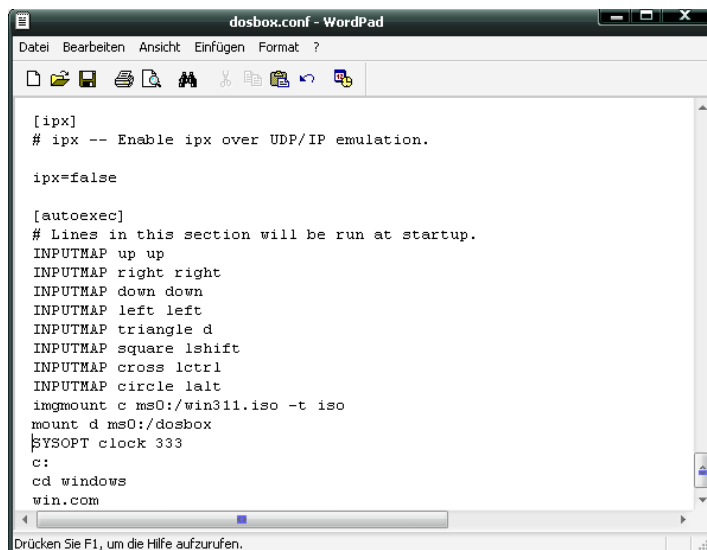 dosbox.conf - WordPad
Datei Bearbeiten Ansicht Einfügen Format ?
[ipx]
# ipx -- Enable ipx over UDP/IP emulation.
ipx=false
[autoexec]
# Lines in this section will be run at startup.
INPUTMAP up up
INPUTMAP right right
INPUTMAP down down
INPUTMAP left left
INPUTMAP triangle d
INPUTMAP square lshift
INPUTMAP cross lctrl
INPUTMAP circle lalt
imgmount c ms0:/win311.iso -t iso
mount d ms0:/dosbox
SYSOPT clock 333
c:
cd windows
win.com
Drücken Sie F1, um die Hilfe aufzurufen.